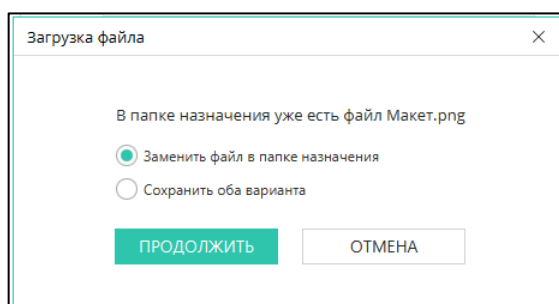 Загрузка файла
В папке назначения уже есть файл Макет.png
Заменить файл в папке назначения
Сохранить оба варианта
ПРОДОЛЖИТЬ ОТМЕНА